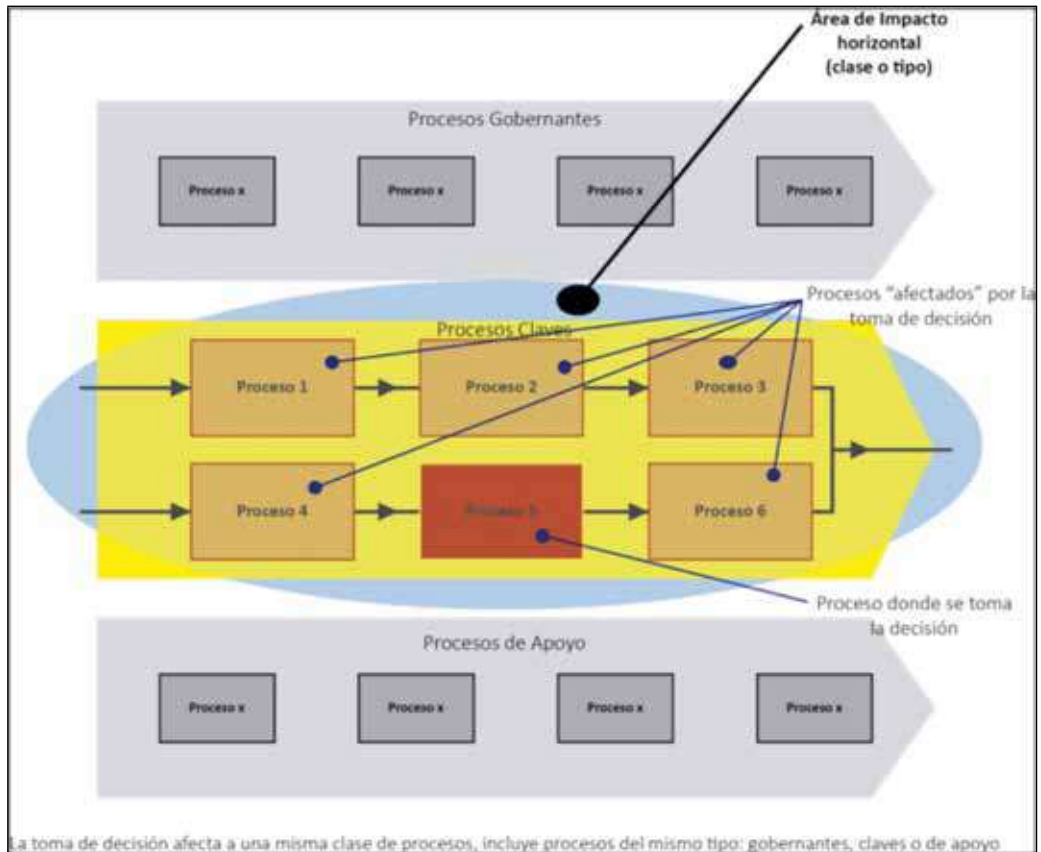 Área de Impacto
horizontal
(clase o tipo)
Procesos Gobernantes
Proceso x
Proceso x
Proceso x
Proceso x
Procesos "afectados" por la
toma de decisión
Procesos Claves
Proceso 1
Proceso 2
Proceso 3
Proceso 4
Proceso 5
Proceso 6
Proceso donde se toma
la decisión
Procesos de Apoyo
Proceso x
Proceso x
Proceso x
Proceso x
La toma de decisión afecta a una misma clase de procesos, incluye procesos del mismo tipo: gobernantes, claves o de apoyo